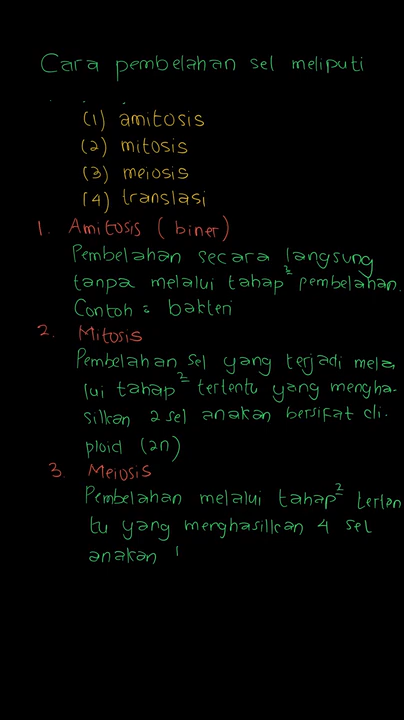 Cara pembelahan sel meliputi
(1) amitosis
(2) mitosis
(3) meiosis
(4) translasi
1. Amitosis (biner)
Pembelahan secara langsung
tanpa melalui tahap² pembelahan.
Contoh = bakteri
2. Mitosis
Pembelahan sel yang terjadi mela
lui tahap² tertentu yang mengha-
silkan 2 sel anakan bersifat di-
ploid (2n)
3. Meiosis
Pembelahan melalui tahap² terten
tu yang menghasilkan 4 sel
anakan